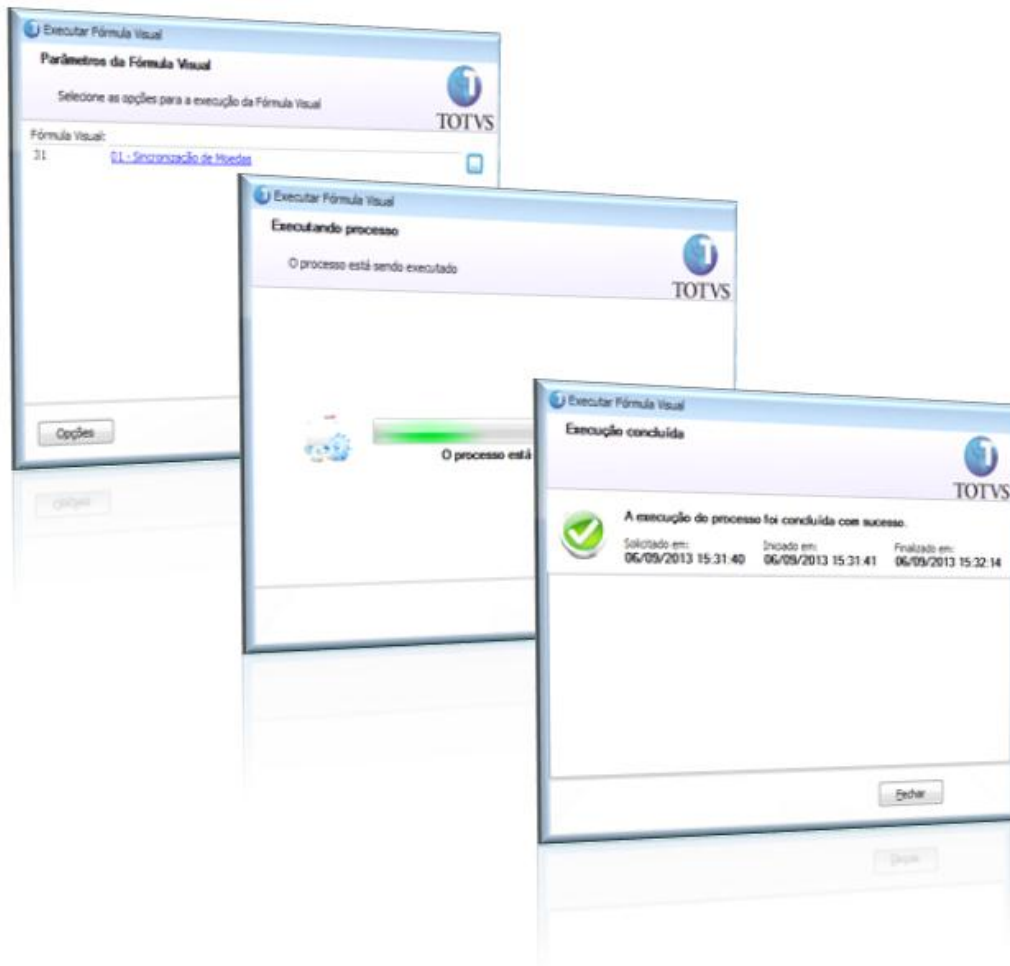 Executar Fórmula Visual
Parâmetros da Fórmula Visual
Selecione as opções para a execução da Fórmula Visual
TOTVS
Fórmula Visual:
31 01 - Sincronização de Moedas
Opções
Executar Fórmula Visual
Executando processo
O processo está sendo executado
TOTVS
O processo está
Executar Fórmula Visual
Execução concluída
TOTVS
A execução do processo foi concluída com sucesso.
Solicitado em: Iniciado em: Finalizado em:
06/09/2013 15:31:40 06/09/2013 15:31:41 06/09/2013 15:32:14
Fechar